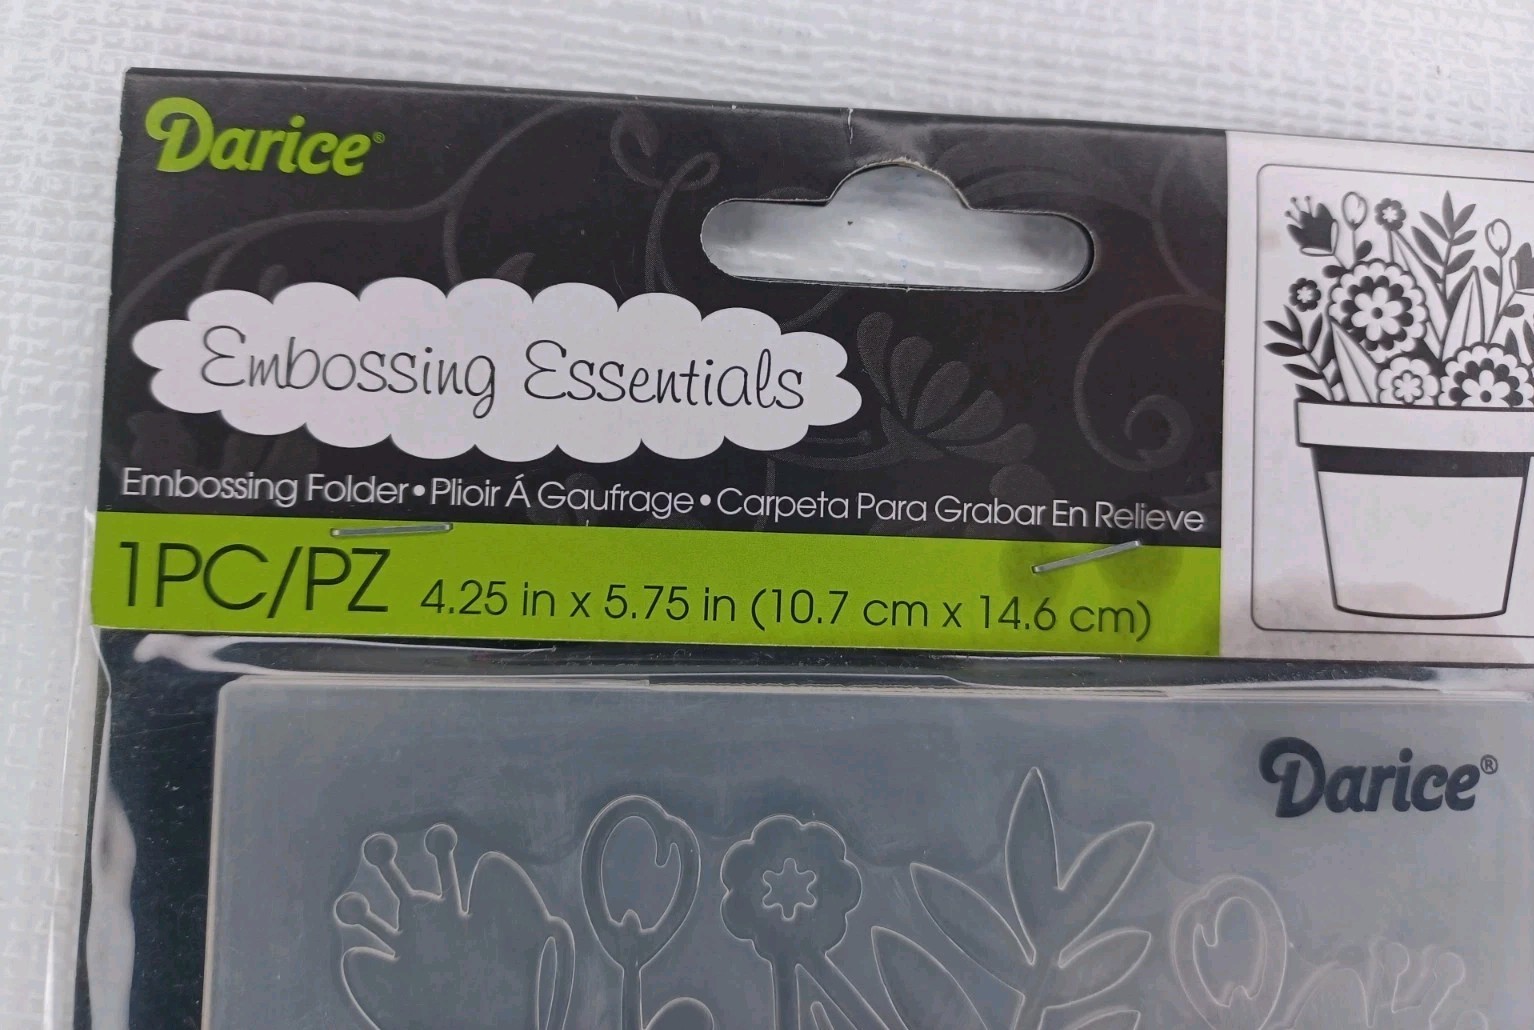 Darice®
Embossing Essentials
Embossing Folder • Plioir Á Gaufrage • Carpeta Para Grabar En Relieve
1PC/PZ 4.25 in x 5.75 in (10.7 cm x 14.6 cm)
Darice®